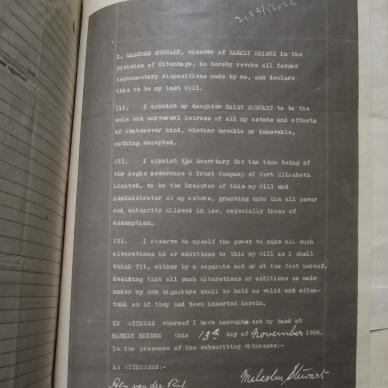 I, MALCOLM STEWART, widower of BARKLY BRIDGE in the
Division of Uitenhage, do hereby revoke all former
testamentary dispositions made by me, and declare
this to be my last Will.
(1). I appoint my daughter DAISY STEWART to be the
sole and universal heiress of all my estate and effects
of whatsoever kind, whether movable or immovable,
nothing excepted.
(2). I appoint the Secretary for the time being of
the Aegis Assurance & Trust Company of Port Elizabeth
Limited, to be the Executor of this my Will and
Administrator of my estate, granting unto him all power
and authority allowed in law, especially those of
assumption.
(3). I reserve to myself the power to make all such
alterations in or additions to this my Will as I shall
think fit, either by a separate act or at the foot hereof,
desiring that all such alterations or additions so made
under my own signature shall be held as valid and effec-
tual as if they had been inserted herein.
IN WITNESS whereof I have hereunto set my hand at
BARKLY BRIDGE this 13th day of November
in the presence of the subscribing witnesses:-
AS WITNESSES:-
Malcolm Stewart